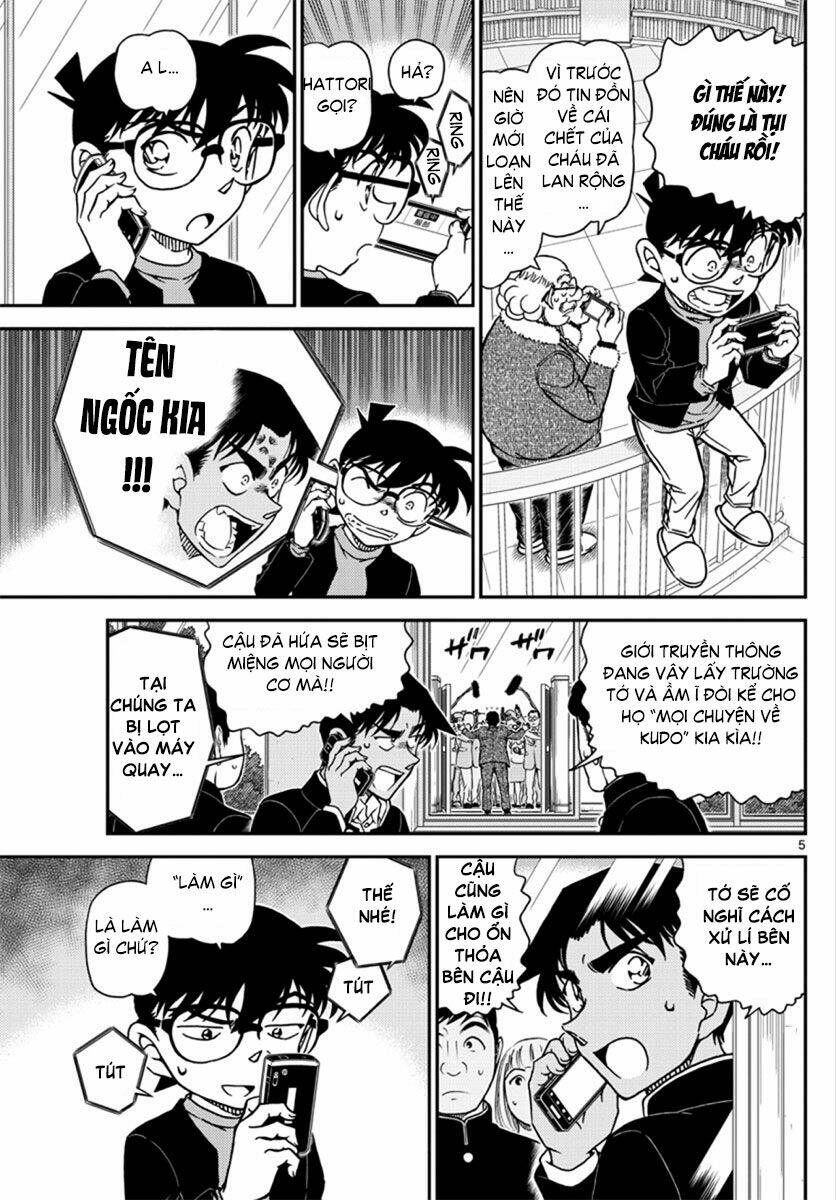 GÌ THẾ NÀY!
ĐÚNG LÀ TỤI
CHÁU RỒI!
VÌ TRƯỚC
ĐÓ TIN ĐỒN
VỀ CÁI
CHẾT CỦA
CHÁU ĐÃ
LAN RỘNG
...
NÊN
GIỜ
MỚI
LOẠN
LÊN
THẾ
NÀY
...
HẢ?
HATTORI
GỌI?
RING
RING
A L...
TÊN
NGỐC KIA
!!!
GIỚI TRUYỀN THÔNG
ĐANG VÂY LẤY TRƯỜNG
TỚ VÀ ẦM Ĩ ĐÒI KỂ CHO
HỌ “MỌI CHUYỆN VỀ
KUDO” KIA KÌA!!
ザワ
ザワ
CẬU ĐÃ HỨA SẼ BỊT
MIỆNG MỌI NGƯỜI
CƠ MÀ!!
TẠI
CHÚNG TA
BỊ LỌT
VÀO MÁY
QUAY...
5
TỚ SẼ CỐ
NGHĨ CÁCH
XỬ LÍ BÊN
NÀY...
CẬU
CŨNG
LÀM GÌ
CHO ỔN
THỎA
BÊN CẬU
ĐI!!
THẾ
NHÉ!
TÚT
TÚT
“LÀM GÌ”
...
LÀ LÀM
GÌ CHỨ?